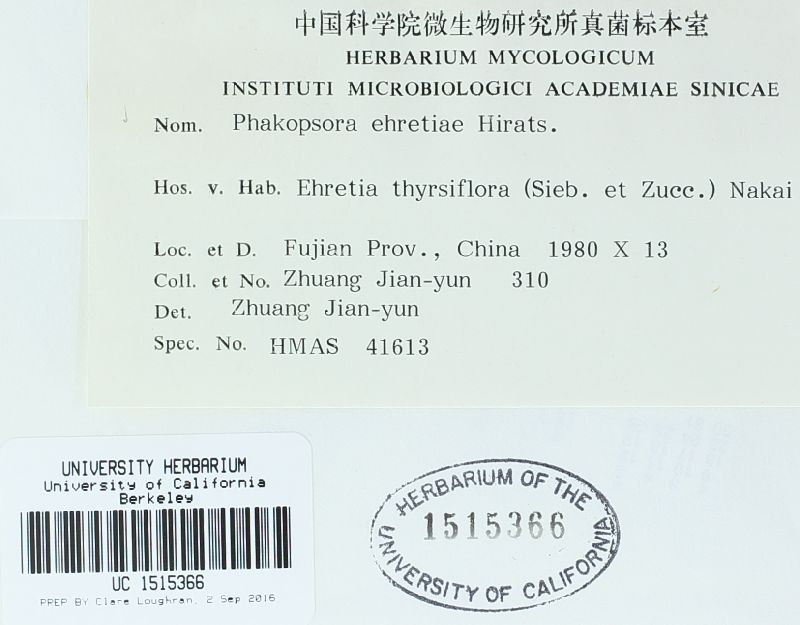 中国科学院微生物研究所真菌标本室
HERBARIUM MYCOLOGICUM
INSTITUTI MICROBIOLOGICI ACADEMIAE SINICAE
Nom. Phakopsora ehretiae Hirats.
Hos. v. Hab. Ehretia thyrsiflora (Sieb. et Zucc.) Nakai
Loc. et D. Fujian Prov., China 1980 X 13
Coll. et No. Zhuang Jian-yun 310
Det. Zhuang Jian-yun
Spec. No. HMAS 41613
UNIVERSITY HERBARIUM
University of California
Berkeley
UC 1515366
PREP BY Clare Loughran, 2 Sep 2016
HERBARIUM OF THE
1515366
UNIVERSITY OF CALIFORNIA